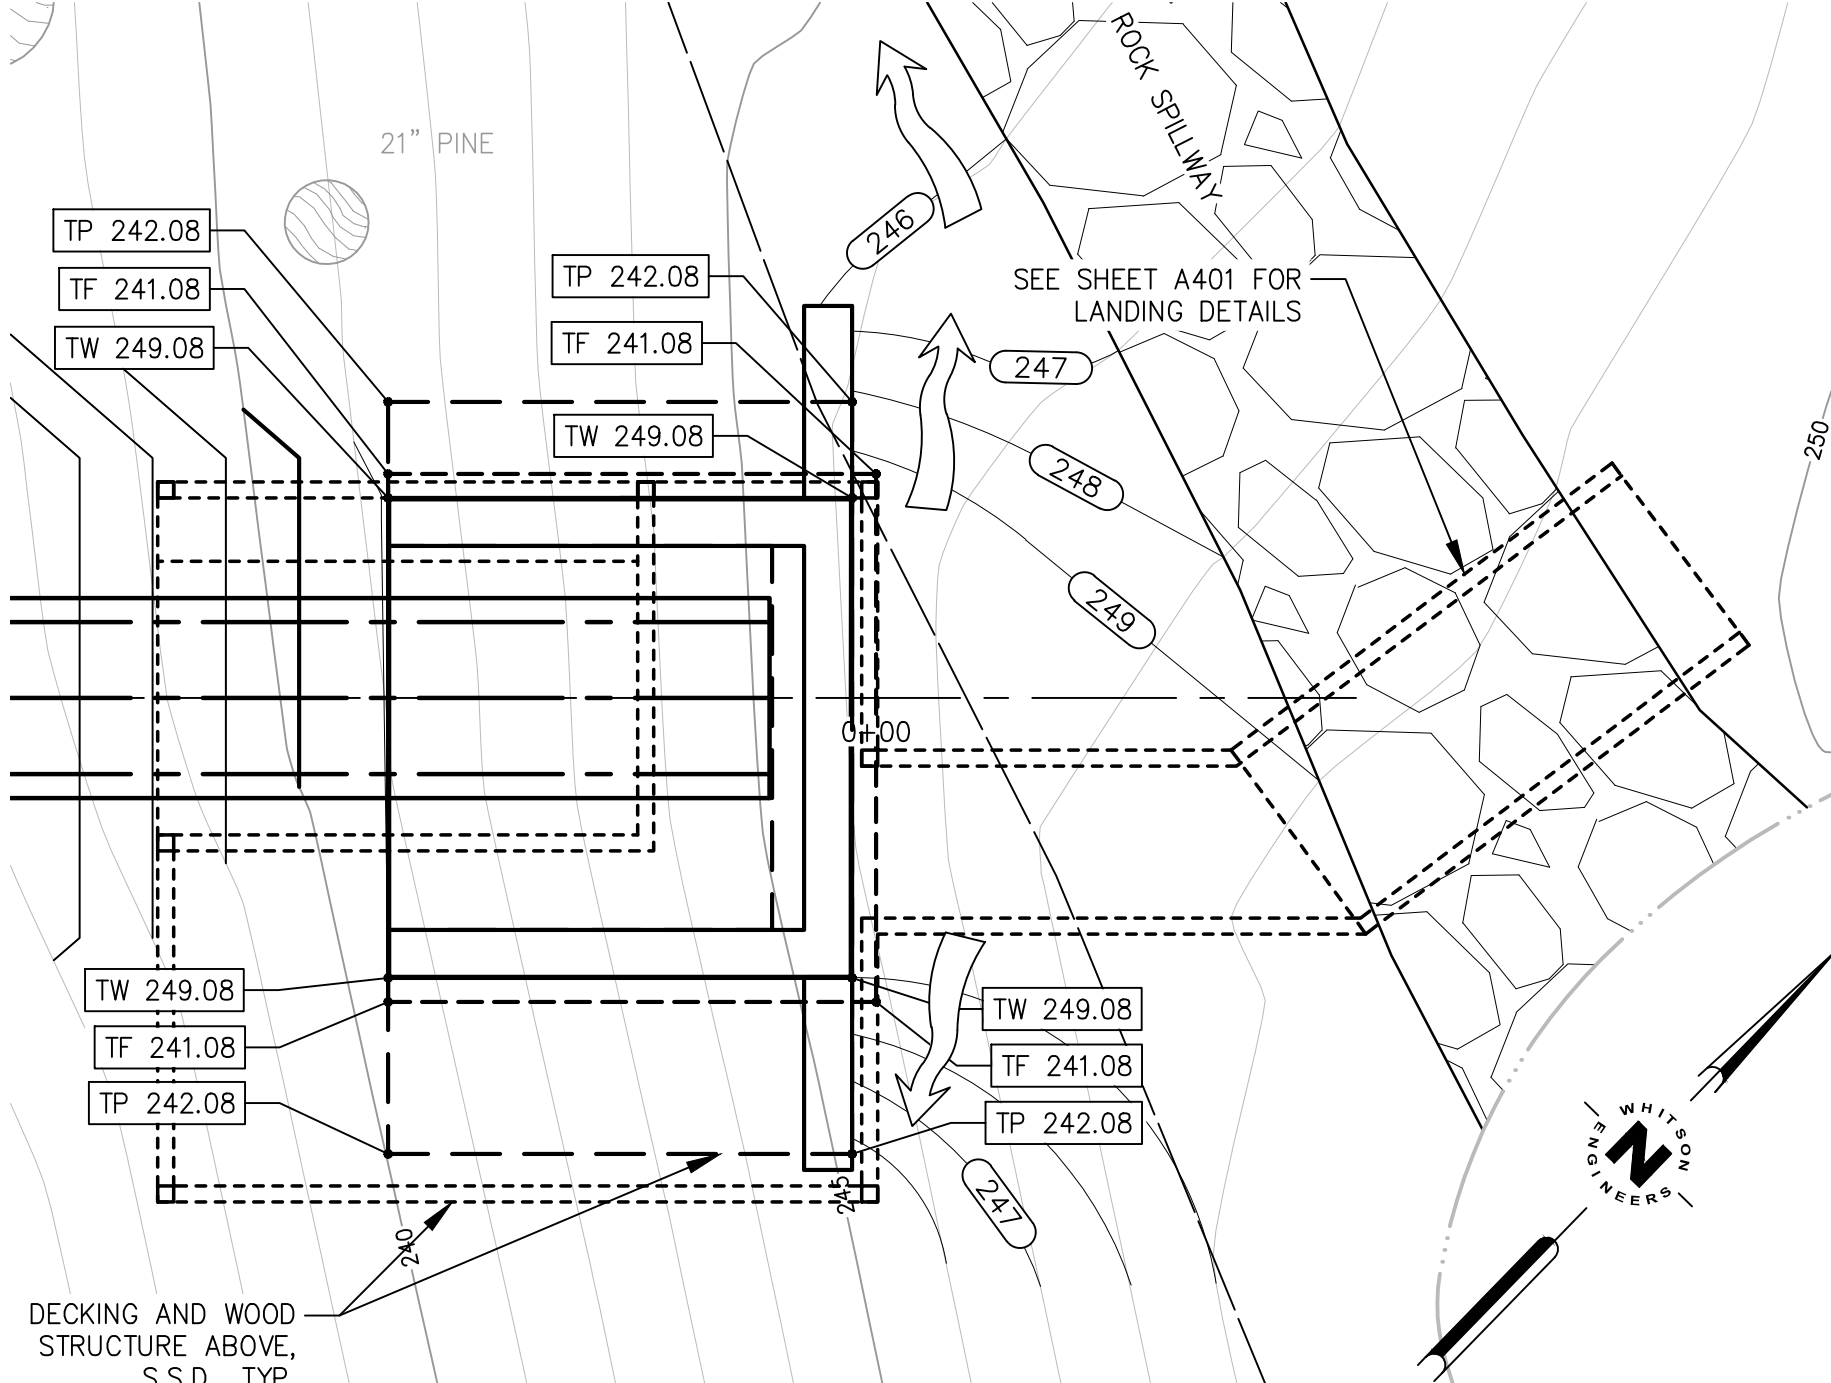 ROCK SPILLWAY
21” PINE
TP 242.08
TF 241.08
TW 249.08
TP 242.08
TF 241.08
TW 249.08
246
SEE SHEET A401 FOR
LANDING DETAILS
247
248
249
250
0+00
TW 249.08
TF 241.08
TP 242.08
TW 249.08
TF 241.08
TP 242.08
245
247
240
DECKING AND WOOD
STRUCTURE ABOVE,
S.S.D., TYP.
WHITSON
ENGINEERS
N